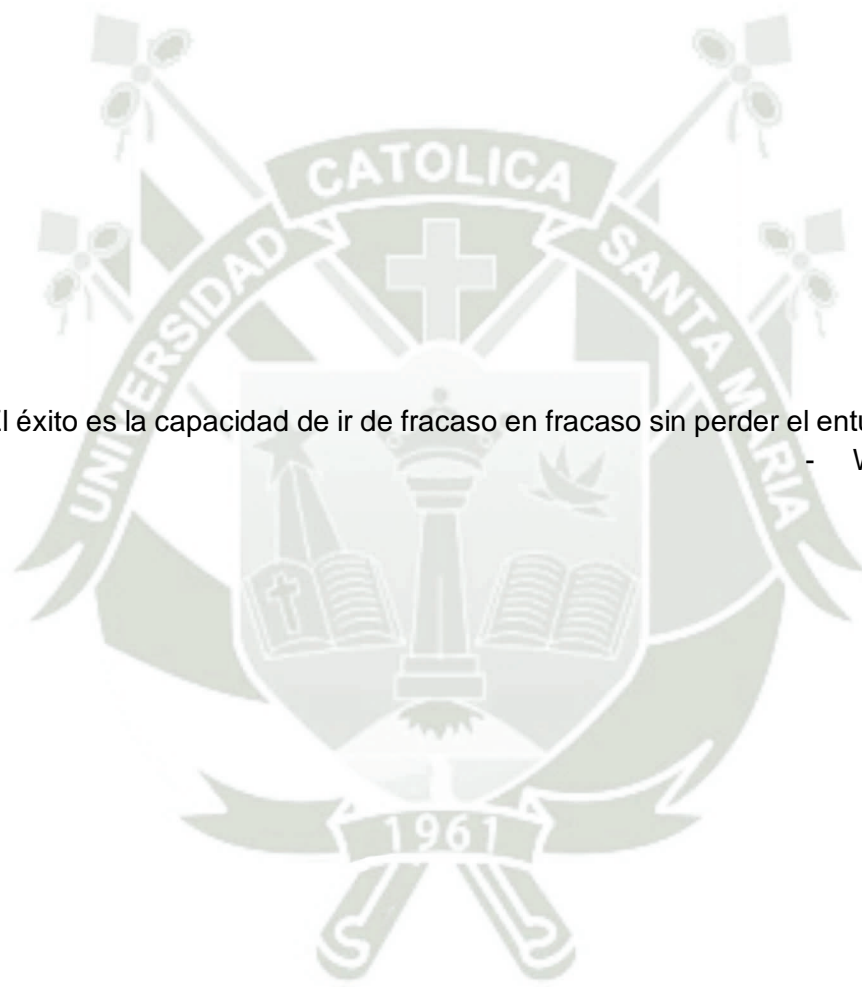 CATOLICA
UNIVERSIDAD
SANTA MARIA
l éxito es la capacidad de ir de fracaso en fracaso sin perder el entu
-
1961